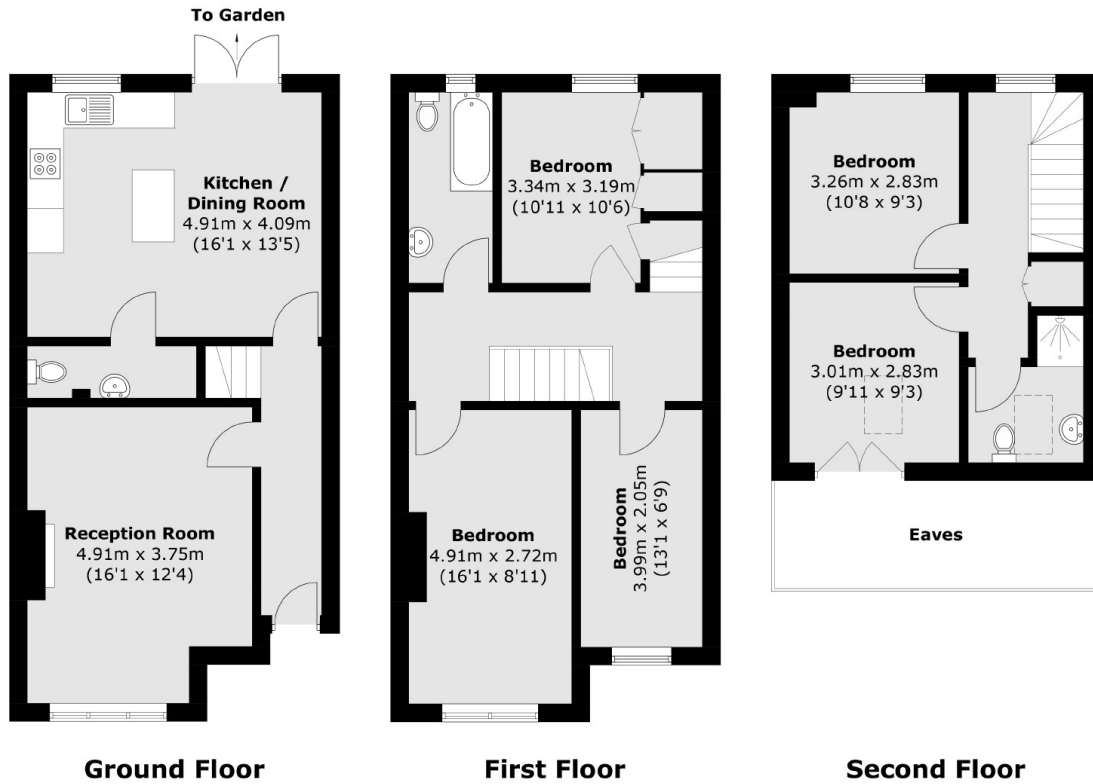 To Garden
Kitchen /
Dining Room
4.91m x 4.09m
(16'1 x 13'5)
Reception Room
4.91m x 3.75m
(16'1 x 12'4)
Ground Floor
Bedroom
3.34m x 3.19m
(10'11 x 10'6)
Bedroom
4.91m x 2.72m
(16'1 x 8'11)
Bedroom
3.99m x 2.05m
(13'1 x 6'9)
First Floor
Bedroom
3.26m x 2.83m
(10'8 x 9'3)
Bedroom
3.01m x 2.83m
(9'11 x 9'3)
Eaves
Second Floor